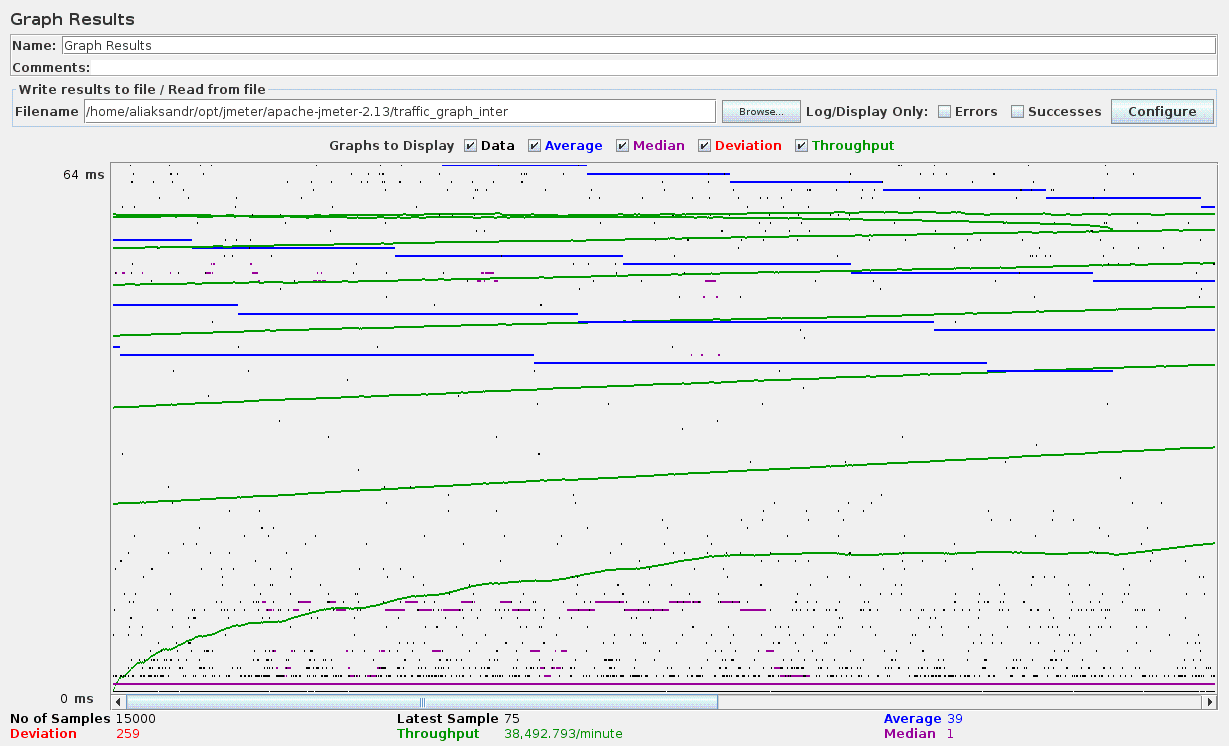 Graph Results
Name: Graph Results
Comments:
Write results to file / Read from file
Filename /home/aliaksandr/opt/jmeter/apache-jmeter-2.13/traffic_graph_inter Browse... Log/Display Only: Errors Successes Configure
Graphs to Display Data Average Median Deviation Throughput
64 ms
0 ms
No of Samples 15000 Latest Sample 75 Average 39
Deviation 259 Throughput 38,492.793/minute Median 1